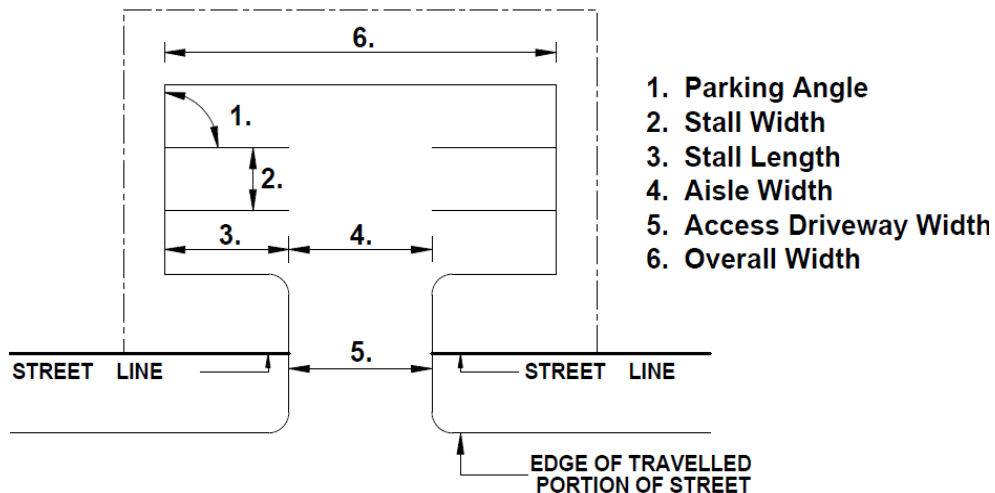 6.
1.
2.
3.
4.
5.
STREET LINE
STREET LINE
EDGE OF TRAVELLED
PORTION OF STREET
1. Parking Angle
2. Stall Width
3. Stall Length
4. Aisle Width
5. Access Driveway Width
6. Overall Width